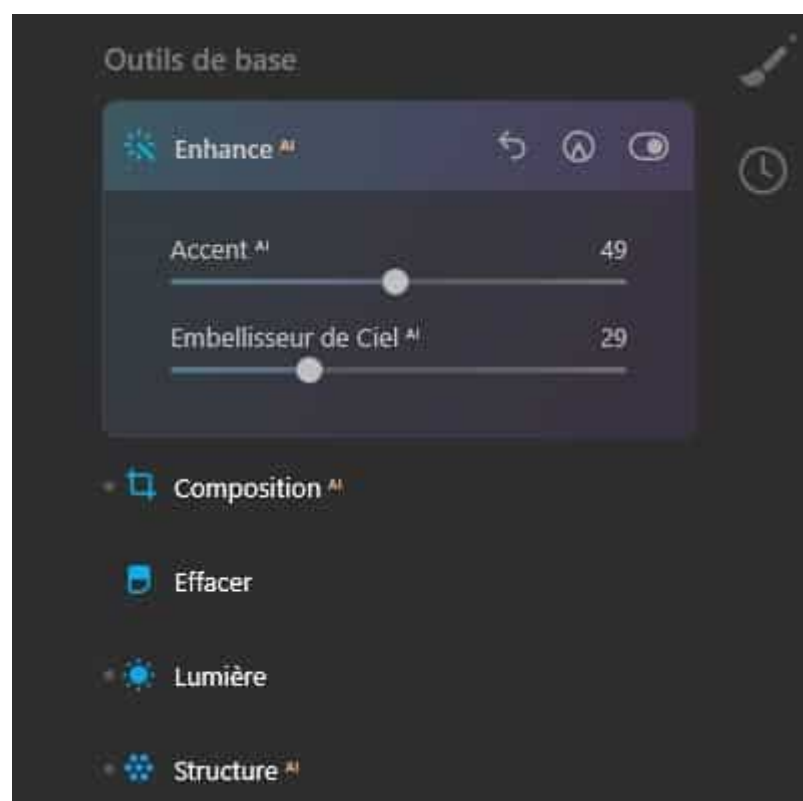 Outils de base
Enhance AI
Accent AI 49
Embellisseur de Ciel AI 29
Composition AI
Effacer
Lumière
Structure AI